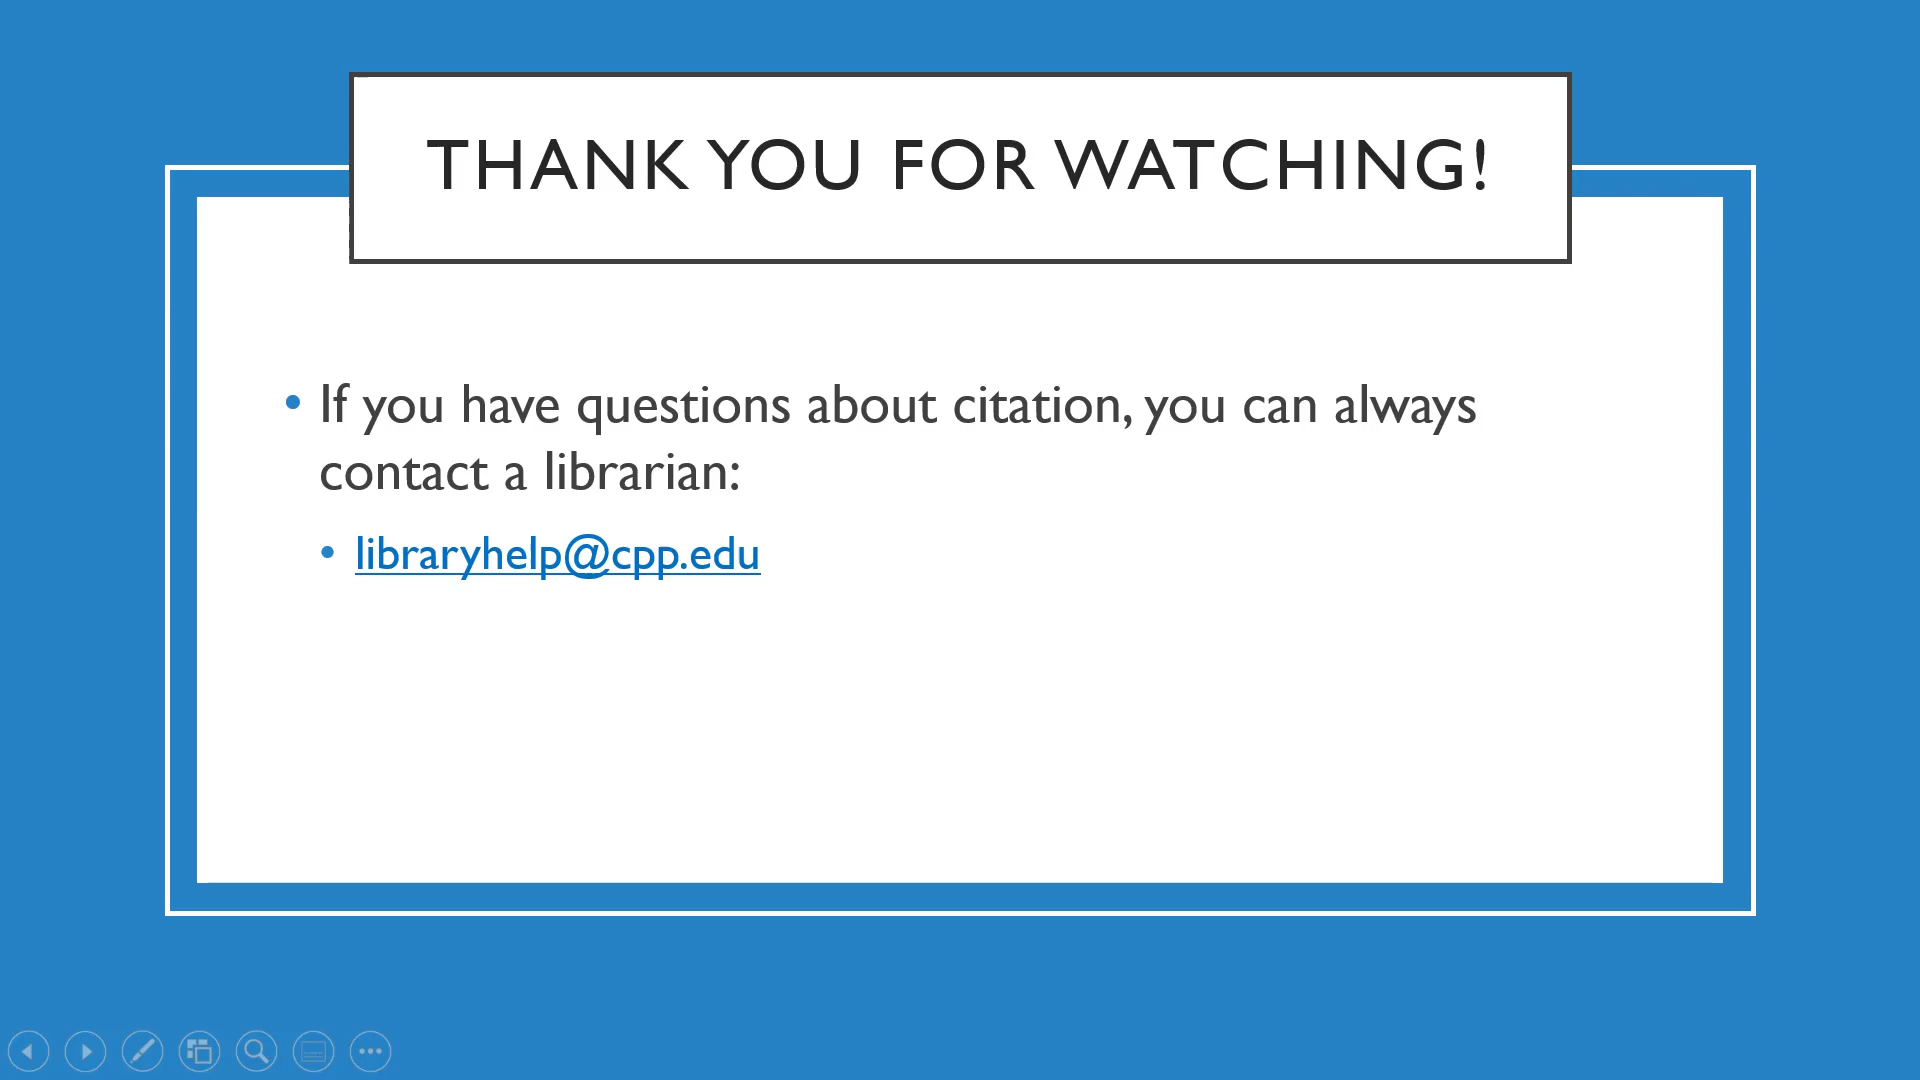 THANK YOU FOR WATCHING!
• If you have questions about citation, you can always
contact a librarian:
• libraryhelp@cpp.edu